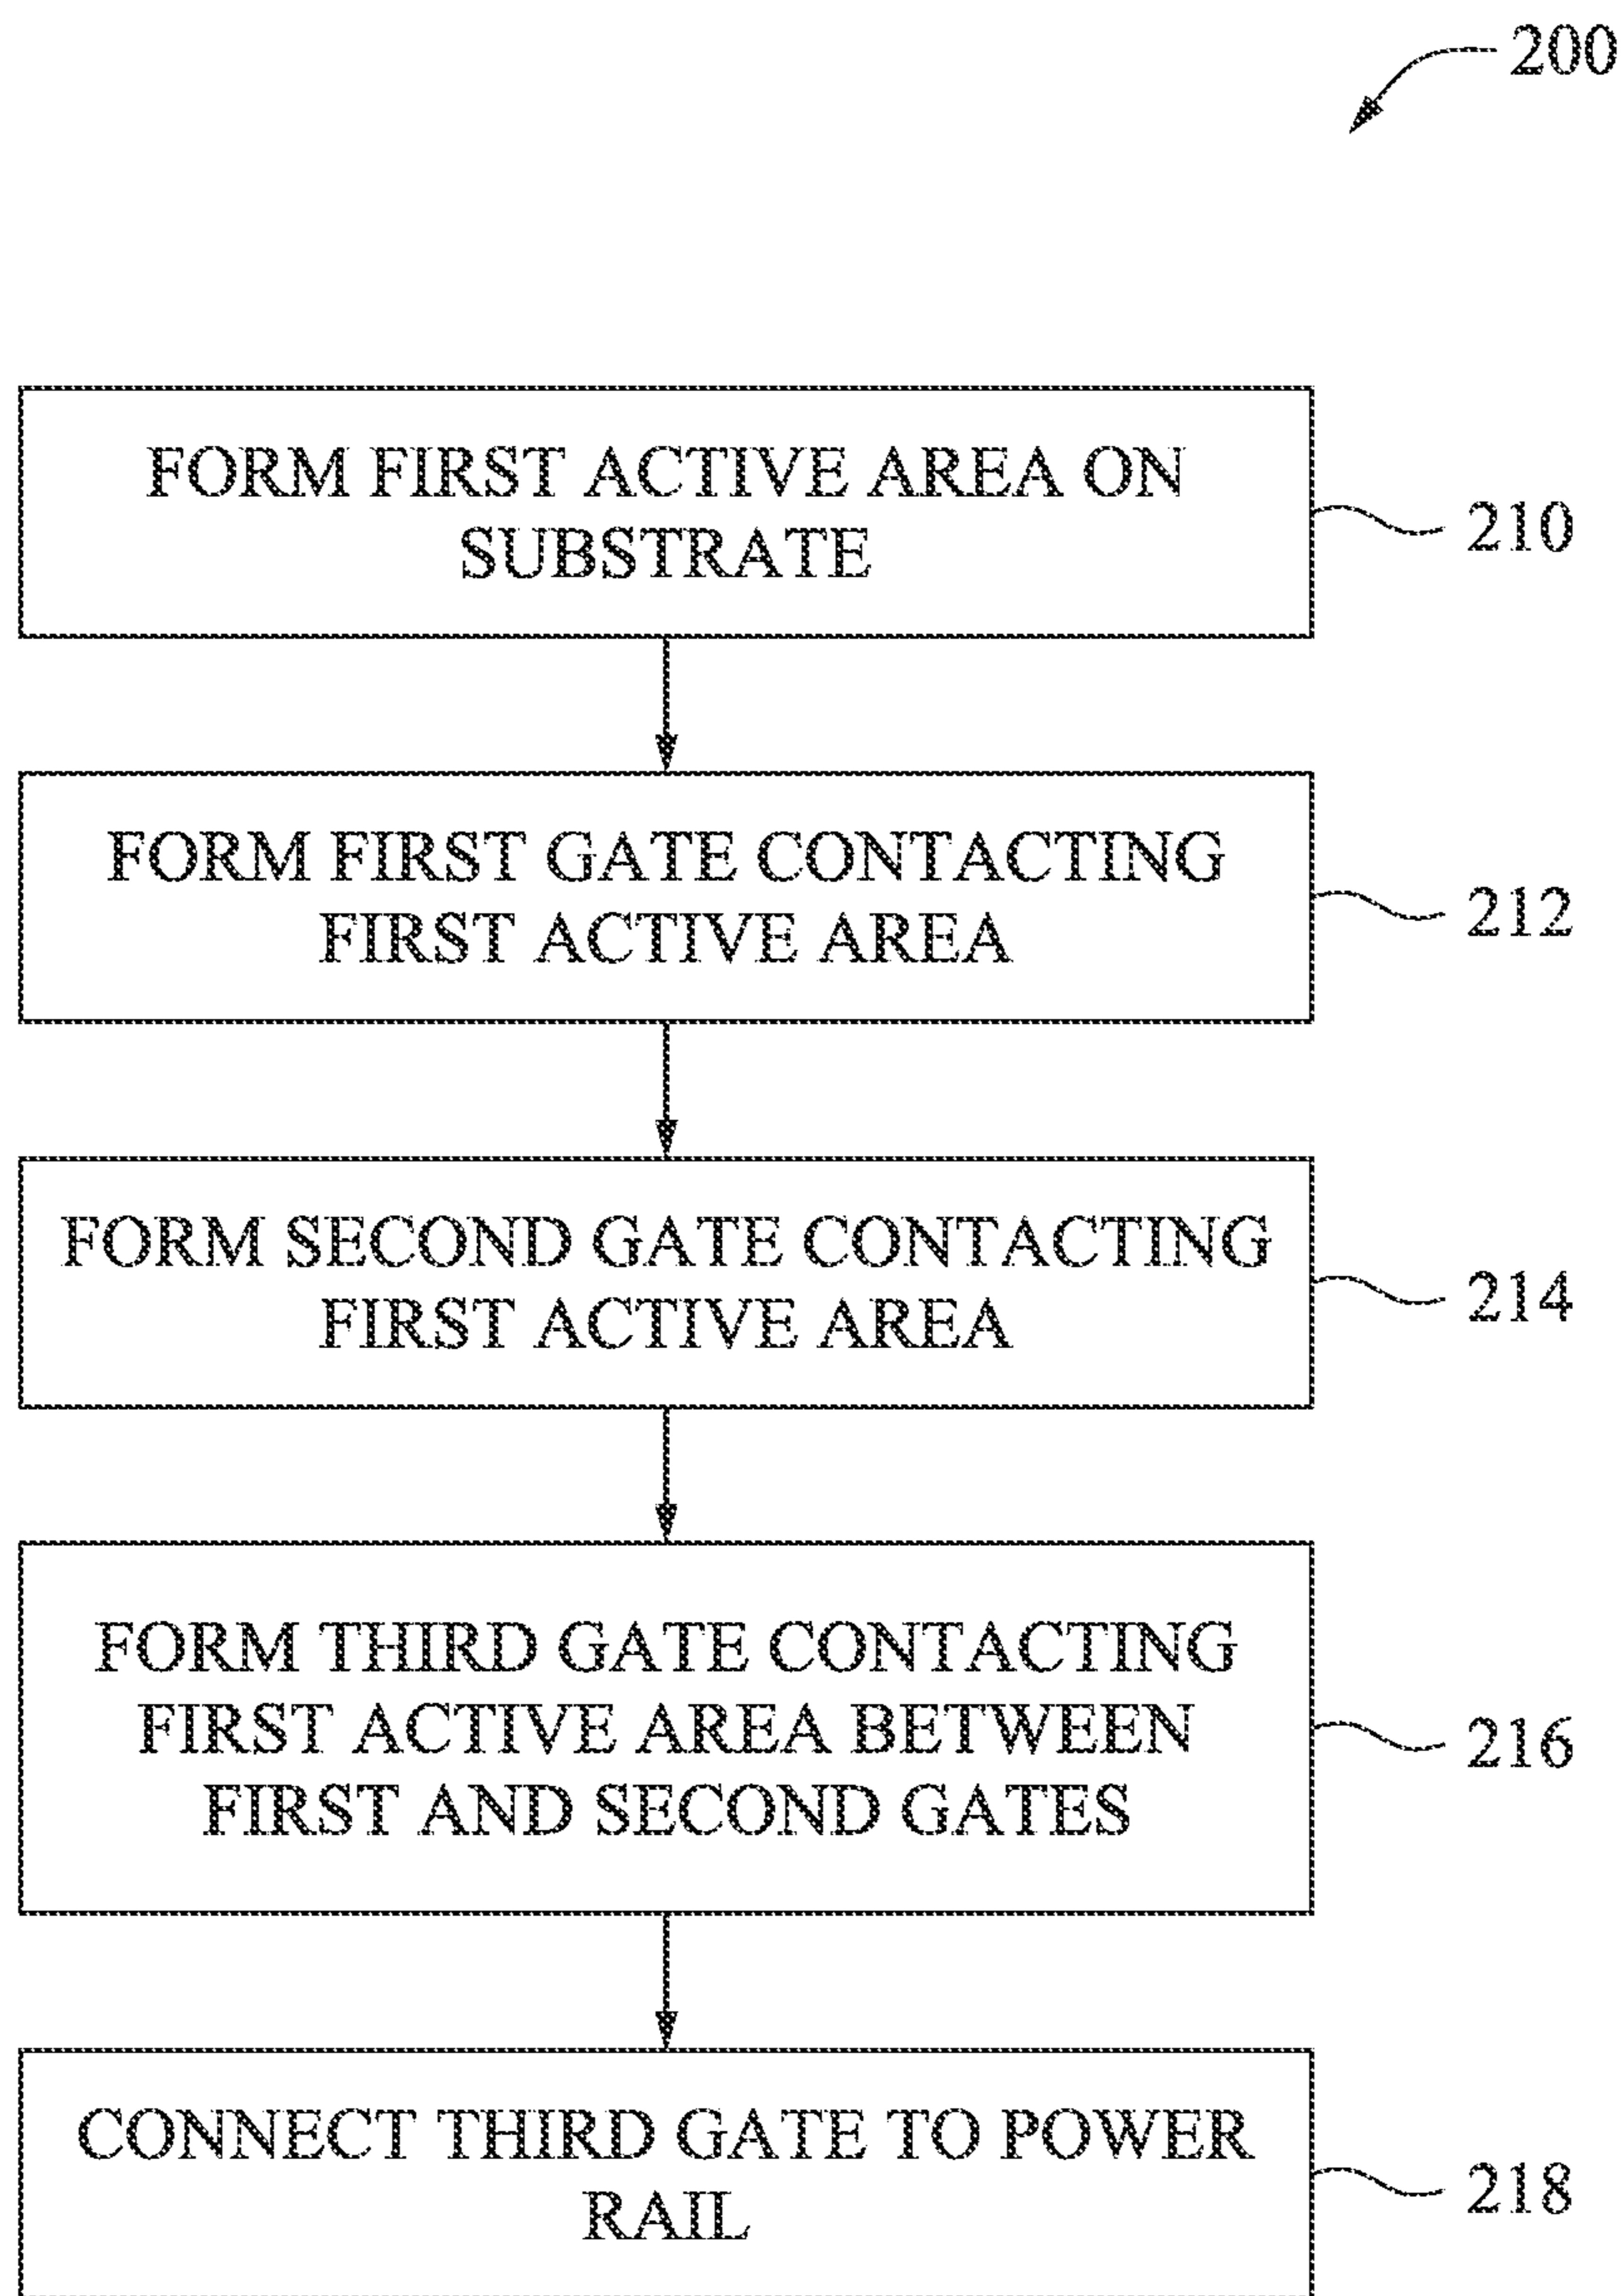 200
FORM FIRST ACTIVE AREA ON
SUBSTRATE
210
FORM FIRST GATE CONTACTING
FIRST ACTIVE AREA
212
FORM SECOND GATE CONTACTING
FIRST ACTIVE AREA
214
FORM THIRD GATE CONTACTING
FIRST ACTIVE AREA BETWEEN
FIRST AND SECOND GATES
216
CONNECT THIRD GATE TO POWER
RAIL
218